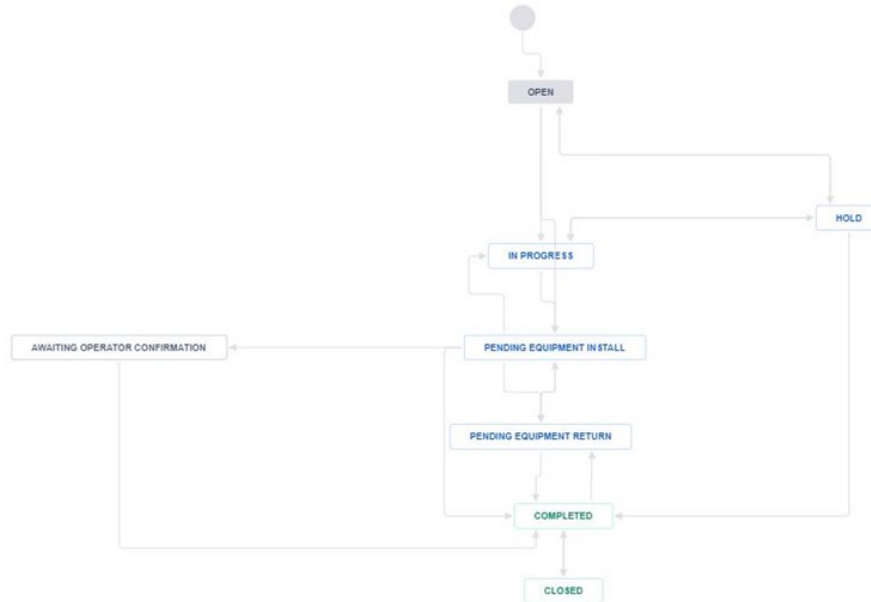 OPEN
HOLD
IN PROGRESS
AWAITING OPERATOR CONFIRMATION
PENDING EQUIPMENT INSTALL
PENDING EQUIPMENT RETURN
COMPLETED
CLOSED